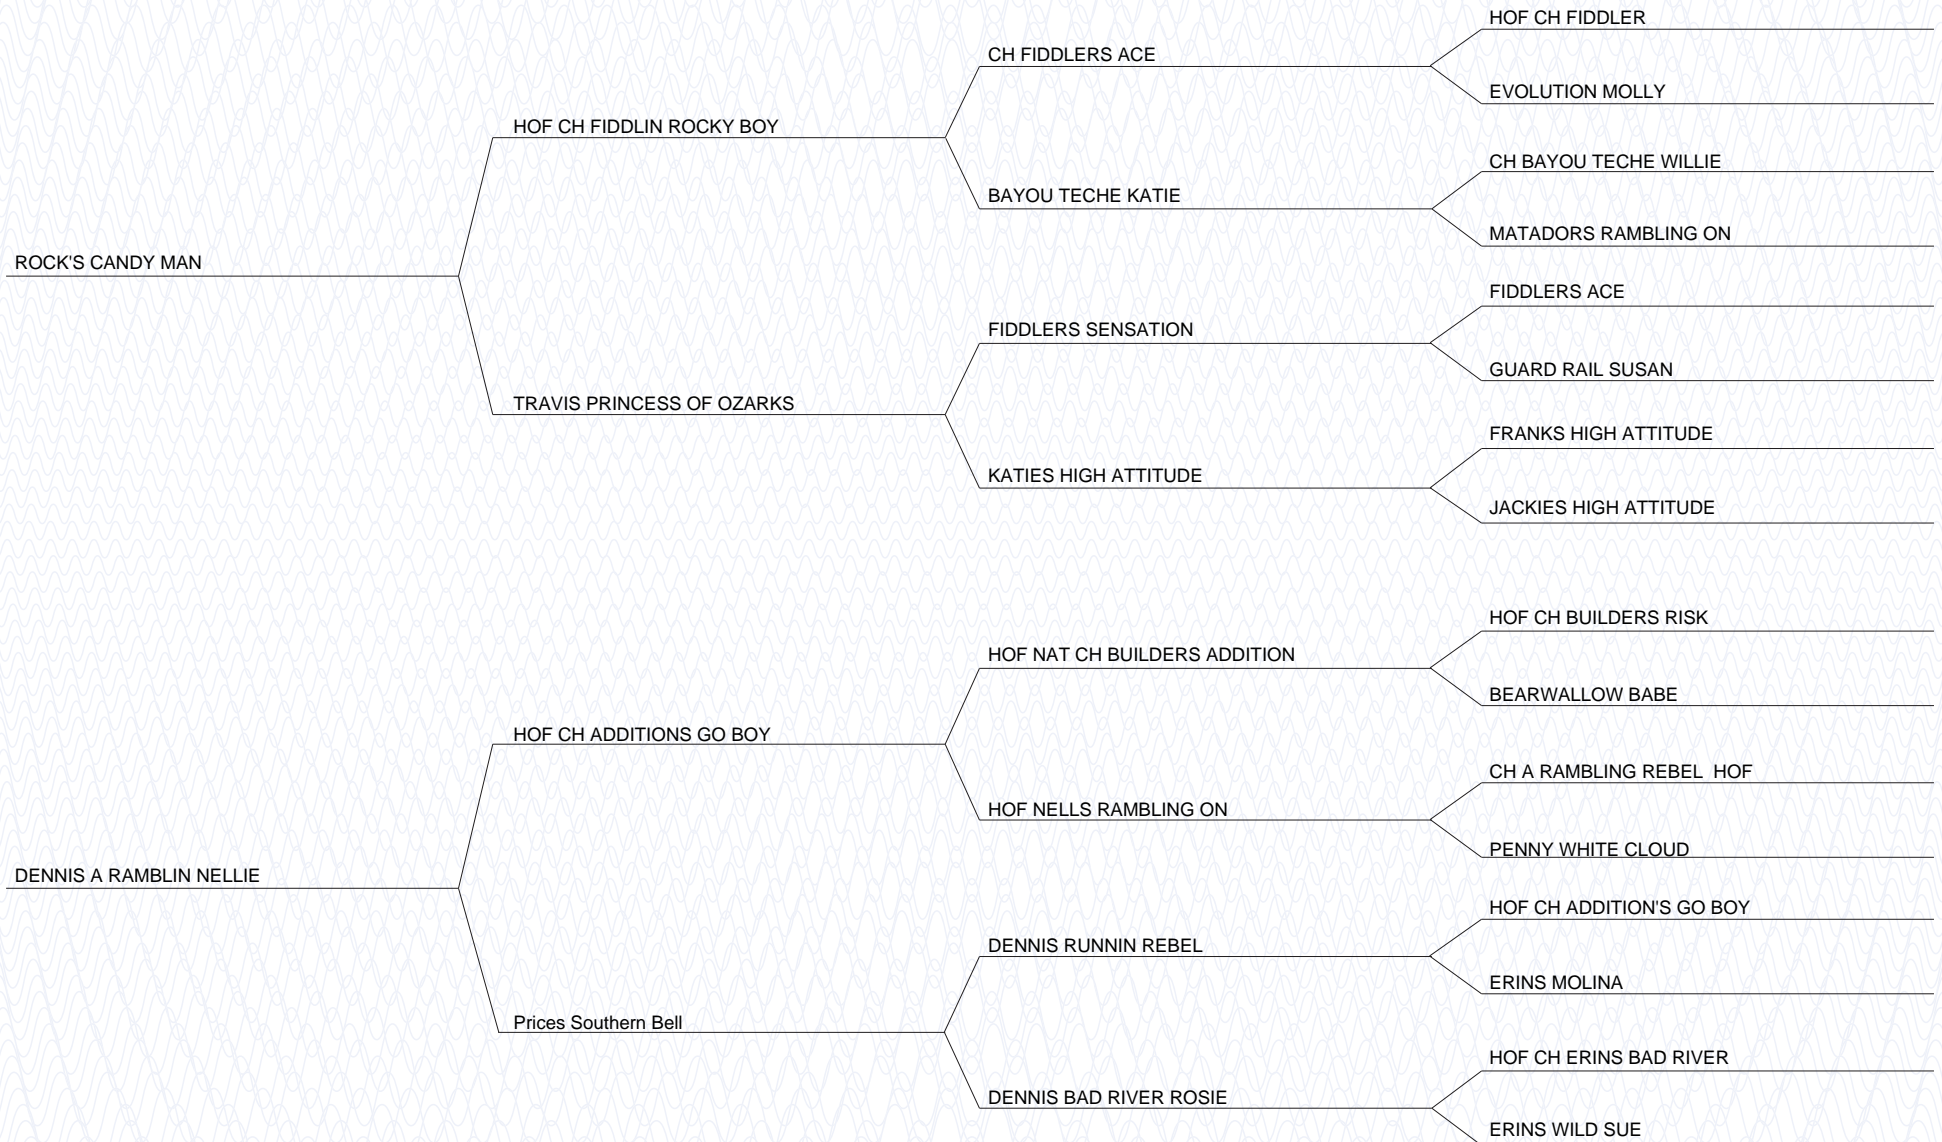 HOF CH FIDDLER
CH FIDDLERS ACE
EVOLUTION MOLLY
HOF CH FIDDLIN ROCKY BOY
CH BAYOU TECHE WILLIE
BAYOU TECHE KATIE
MATADORS RAMBLING ON
ROCK'S CANDY MAN
FIDDLERS ACE
FIDDLERS SENSATION
GUARD RAIL SUSAN
TRAVIS PRINCESS OF OZARKS
FRANKS HIGH ATTITUDE
KATIES HIGH ATTITUDE
JACKIES HIGH ATTITUDE
HOF CH BUILDERS RISK
HOF NAT CH BUILDERS ADDITION
BEARWALLOW BABE
HOF CH ADDITIONS GO BOY
CH A RAMBLING REBEL  HOF
HOF NELLS RAMBLING ON
PENNY WHITE CLOUD
DENNIS A RAMBLIN NELLIE
HOF CH ADDITION'S GO BOY
DENNIS RUNNIN REBEL
ERINS MOLINA
Prices Southern Bell
HOF CH ERINS BAD RIVER
DENNIS BAD RIVER ROSIE
ERINS WILD SUE